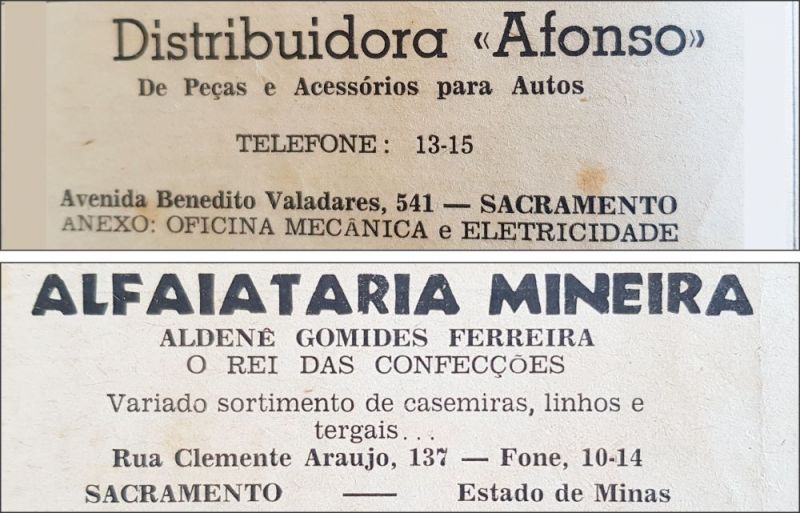 Distribuidora «Afonso»
De Peças e Acessórios para Autos
TELEFONE: 13-15
Avenida Benedito Valadares, 541 — SACRAMENTO
ANEXO: OFICINA MECÂNICA e ELETRICIDADE
ALFAIATARIA MINEIRA
ALDENÊ GOMIDES FERREIRA
O REI DAS CONFECÇÕES
Variado sortimento de casemiras, linhos e
tergais...
Rua Clemente Araujo, 137 — Fone, 10-14
SACRAMENTO — Estado de Minas